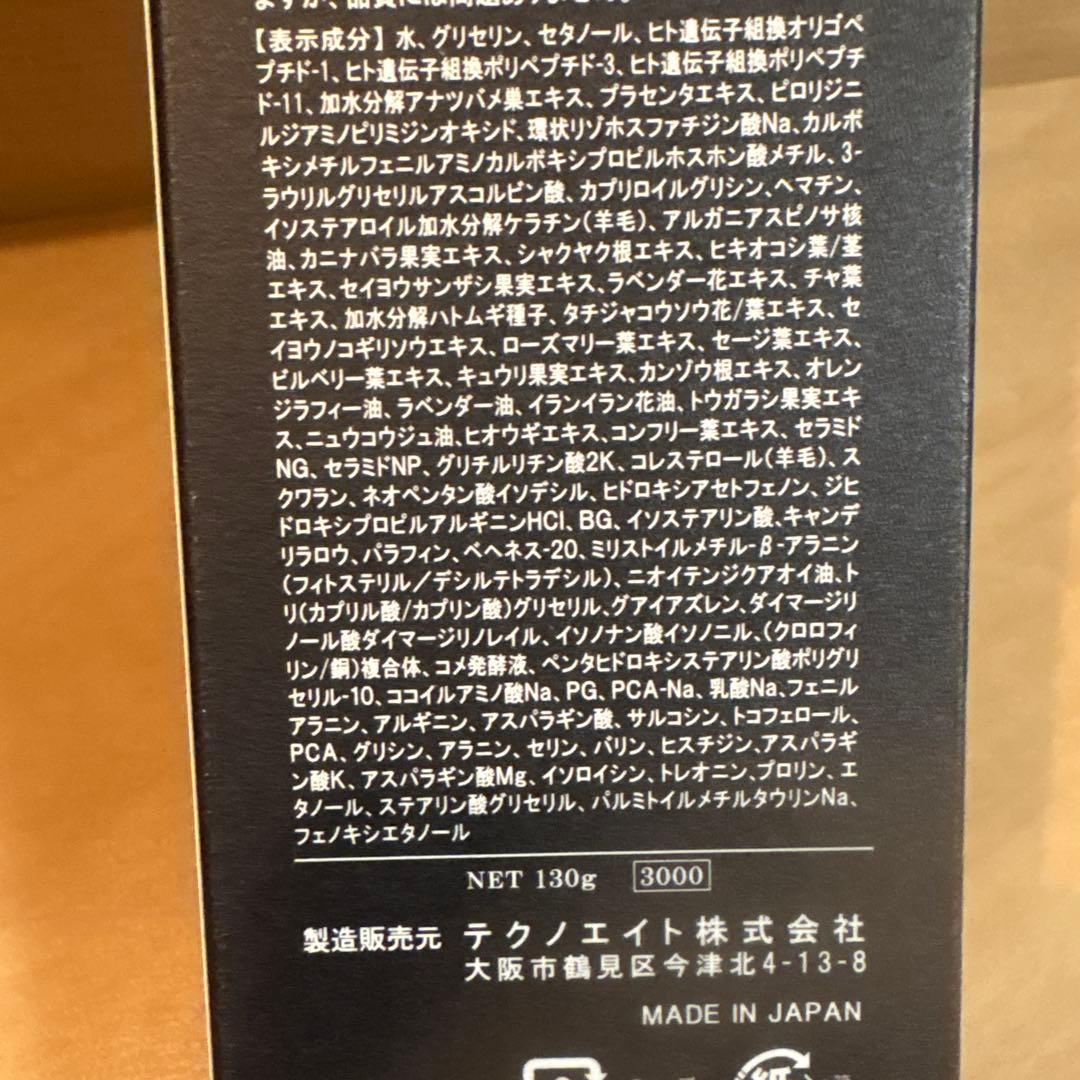 ますが、品質には問題ありません。
【表示成分】水、グリセリン、セタノール、ヒト遺伝子組換オリゴペ
プチド-1、ヒト遺伝子組換ポリペプチド-3、ヒト遺伝子組換ポリペプチ
ド-11、加水分解アナツバメ巣エキス、プラセンタエキス、ピロリジニ
ルジアミノピリミジンオキシド、環状リゾホスファチジン酸Na、カルボ
キシメチルフェニルアミノカルボキシプロピルホスホン酸メチル、3-
ラウリルグリセリルアスコルビン酸、カプリロイルグリシン、ヘマチン、
イソステアロイル加水分解ケラチン(羊毛)、アルガニアスピノサ核
油、カニナバラ果実エキス、シャクヤク根エキス、ヒキオコシ葉/茎
エキス、セイヨウサンザシ果実エキス、ラベンダー花エキス、チャ葉
エキス、加水分解ハトムギ種子、タチジャコウソウ花/葉エキス、セ
イヨウノコギリソウエキス、ローズマリー葉エキス、セージ葉エキス、
ビルベリー葉エキス、キュウリ果実エキス、カンゾウ根エキス、オレン
ジラフィー油、ラベンダー油、イランイラン花油、トウガラシ果実エキ
ス、ニュウコウジュ油、ヒオウギエキス、コンフリー葉エキス、セラミド
NG、セラミドNP、グリチルリチン酸2K、コレステロール(羊毛)、ス
クワラン、ネオペンタン酸イソデシル、ヒドロキシアセトフェノン、ジヒ
ドロキシプロピルアルギニンHCl、BG、イソステアリン酸、キャンデ
リラロウ、パラフィン、ベヘネス-20、ミリストイルメチル-β-アラニン
(フィトステリル/デシルテトラデシル)、ニオイテンジクアオイ油、ト
リ(カプリル酸/カプリン酸)グリセリル、グアイアズレン、ダイマージリ
ノール酸ダイマージリノレイル、イソノナン酸イソノニル、(クロロフィ
リン/銅)複合体、コメ発酵液、ペンタヒドロキシステアリン酸ポリグリ
セリル-10、ココイルアミノ酸Na、PG、PCA-Na、乳酸Na、フェニル
アラニン、アルギニン、アスパラギン酸、サルコシン、トコフェロール、
PCA、グリシン、アラニン、セリン、バリン、ヒスチジン、アスパラギ
ン酸K、アスパラギン酸Mg、イソロイシン、トレオニン、プロリン、エ
タノール、ステアリン酸グリセリル、パルミトイルメチルタウリンNa、
フェノキシエタノール
NET 130g 3000
製造販売元 テクノエイト株式会社
大阪市鶴見区今津北4-13-8
MADE IN JAPAN